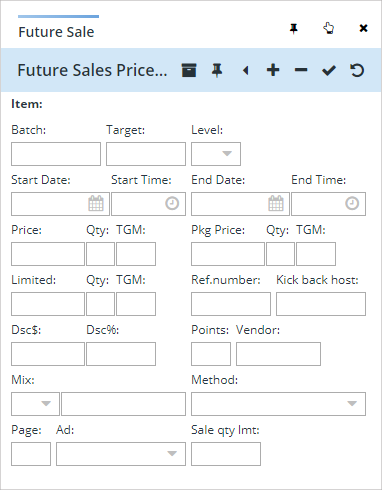 Future Sale
Future Sales Price...
Item:
Batch: Target: Level:
Start Date: Start Time: End Date: End Time:
Price: Qty: TGM: Pkg Price: Qty: TGM:
Limited: Qty: TGM: Ref.number: Kick back host:
Dsc$: Dsc%: Points: Vendor:
Mix: Method:
Page: Ad: Sale qty lmt: